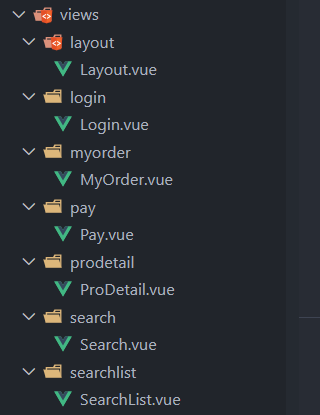 views
layout
Layout.vue
login
Login.vue
myorder
MyOrder.vue
pay
Pay.vue
prodetail
ProDetail.vue
search
Search.vue
searchlist
SearchList.vue